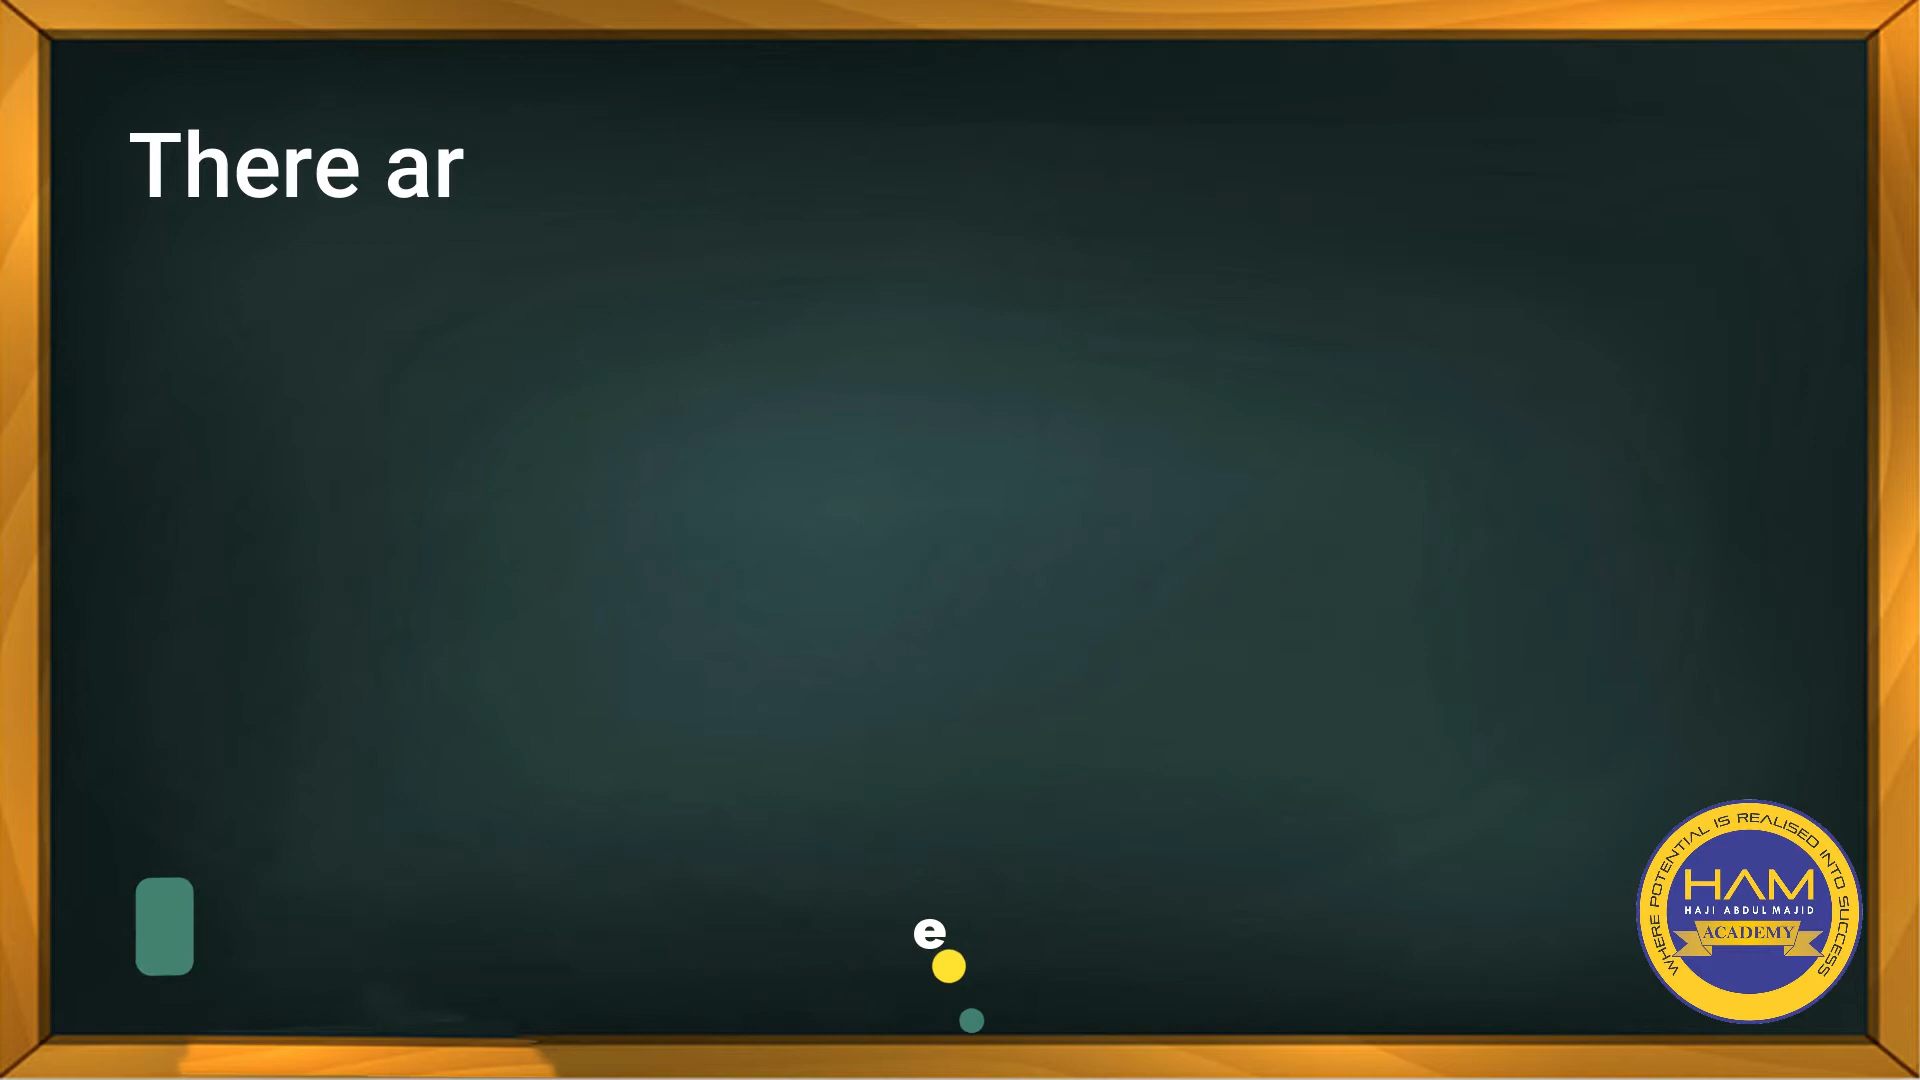 There ar
e
WHERE POTENTIAL IS REALISED INTO SUCCESS
HAM
HAJI ABDUL MAJID
ACADEMY